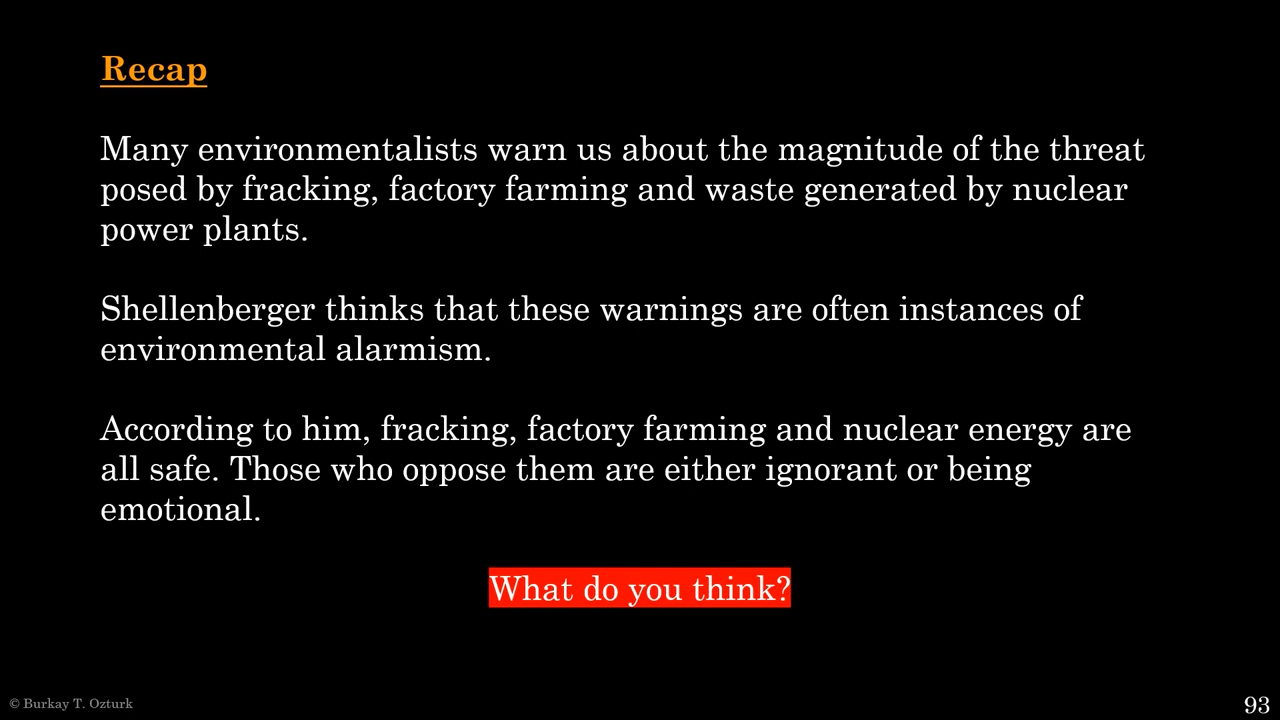 Recap
Many environmentalists warn us about the magnitude of the threat
posed by fracking, factory farming and waste generated by nuclear
power plants.
Shellenberger thinks that these warnings are often instances of
environmental alarmism.
According to him, fracking, factory farming and nuclear energy are
all safe. Those who oppose them are either ignorant or being
emotional.
What do you think?
© Burkay T. Ozturk
93